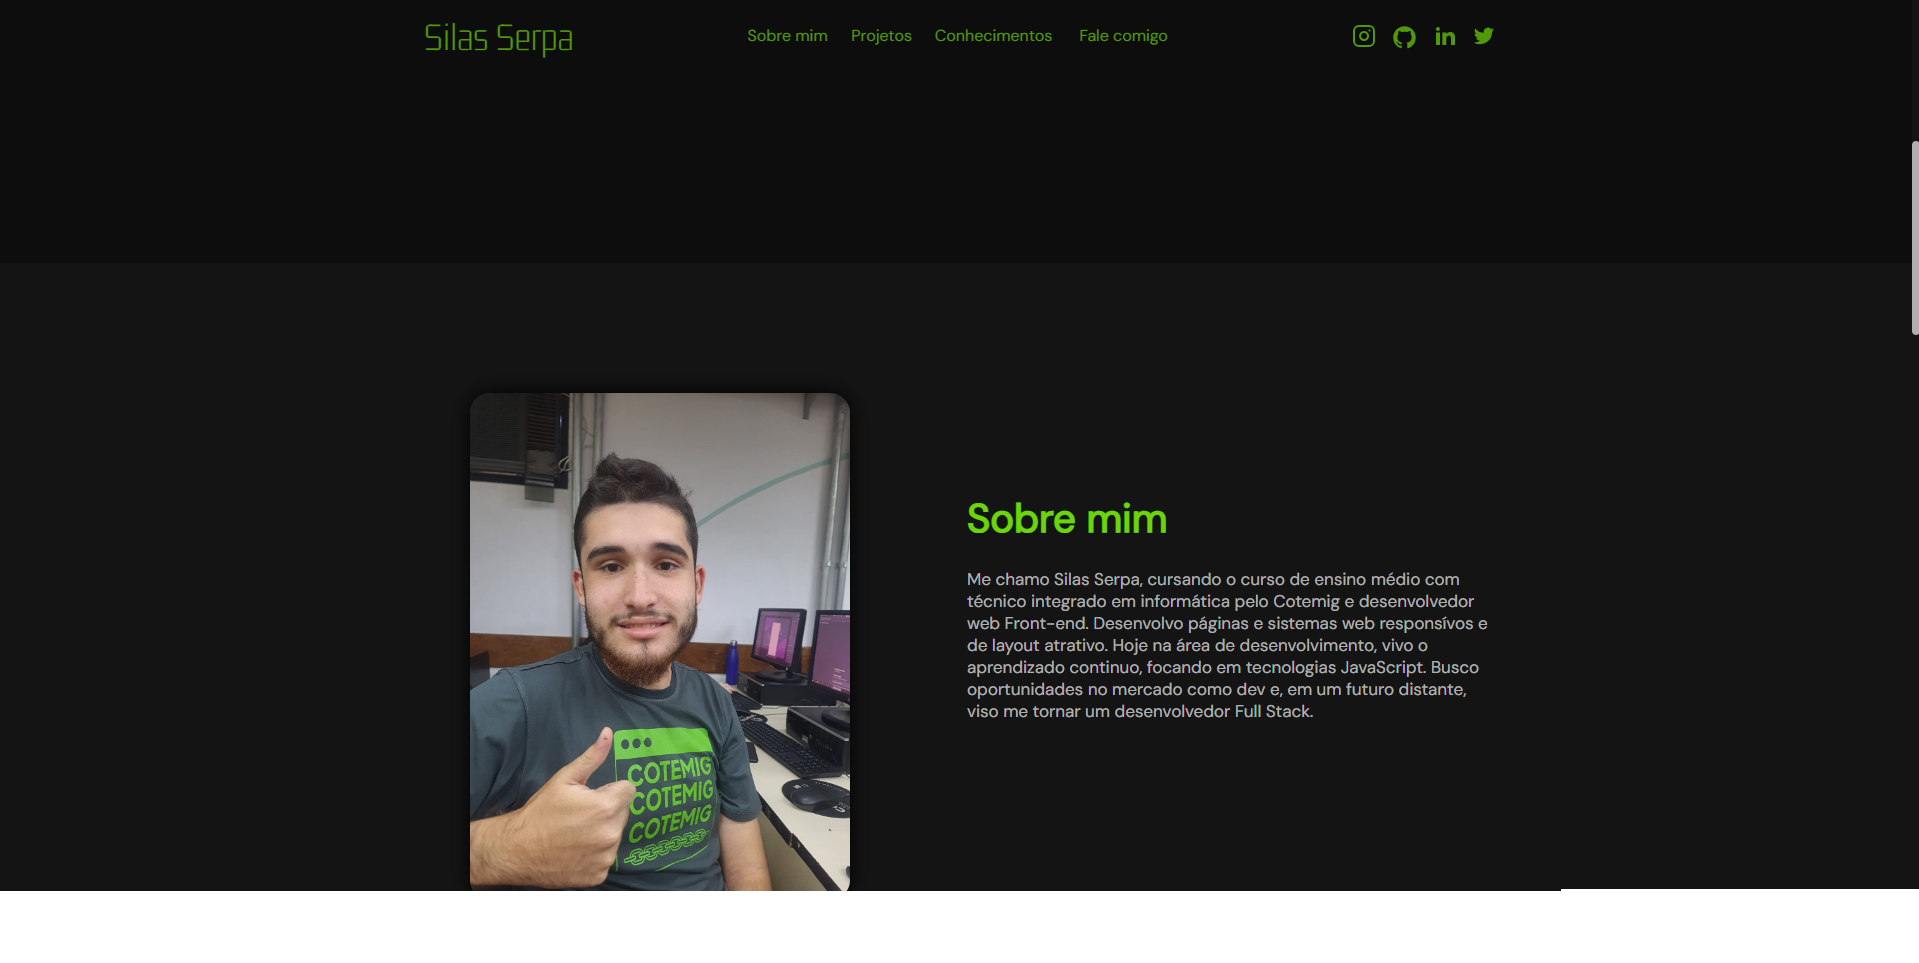 Silas Serpa
Sobre mim Projetos Conhecimentos Fale comigo
Sobre mim
Me chamo Silas Serpa, cursando o curso de ensino médio com
técnico integrado em informática pelo Cotemig e desenvolvedor
web Front-end. Desenvolvo páginas e sistemas web responsívos e
de layout atrativo. Hoje na área de desenvolvimento, vivo o
aprendizado continuo, focando em tecnologias JavaScript. Busco
oportunidades no mercado como dev e, em um futuro distante,
viso me tornar um desenvolvedor Full Stack.
COTEMIG
COTEMIG
COTEMIG